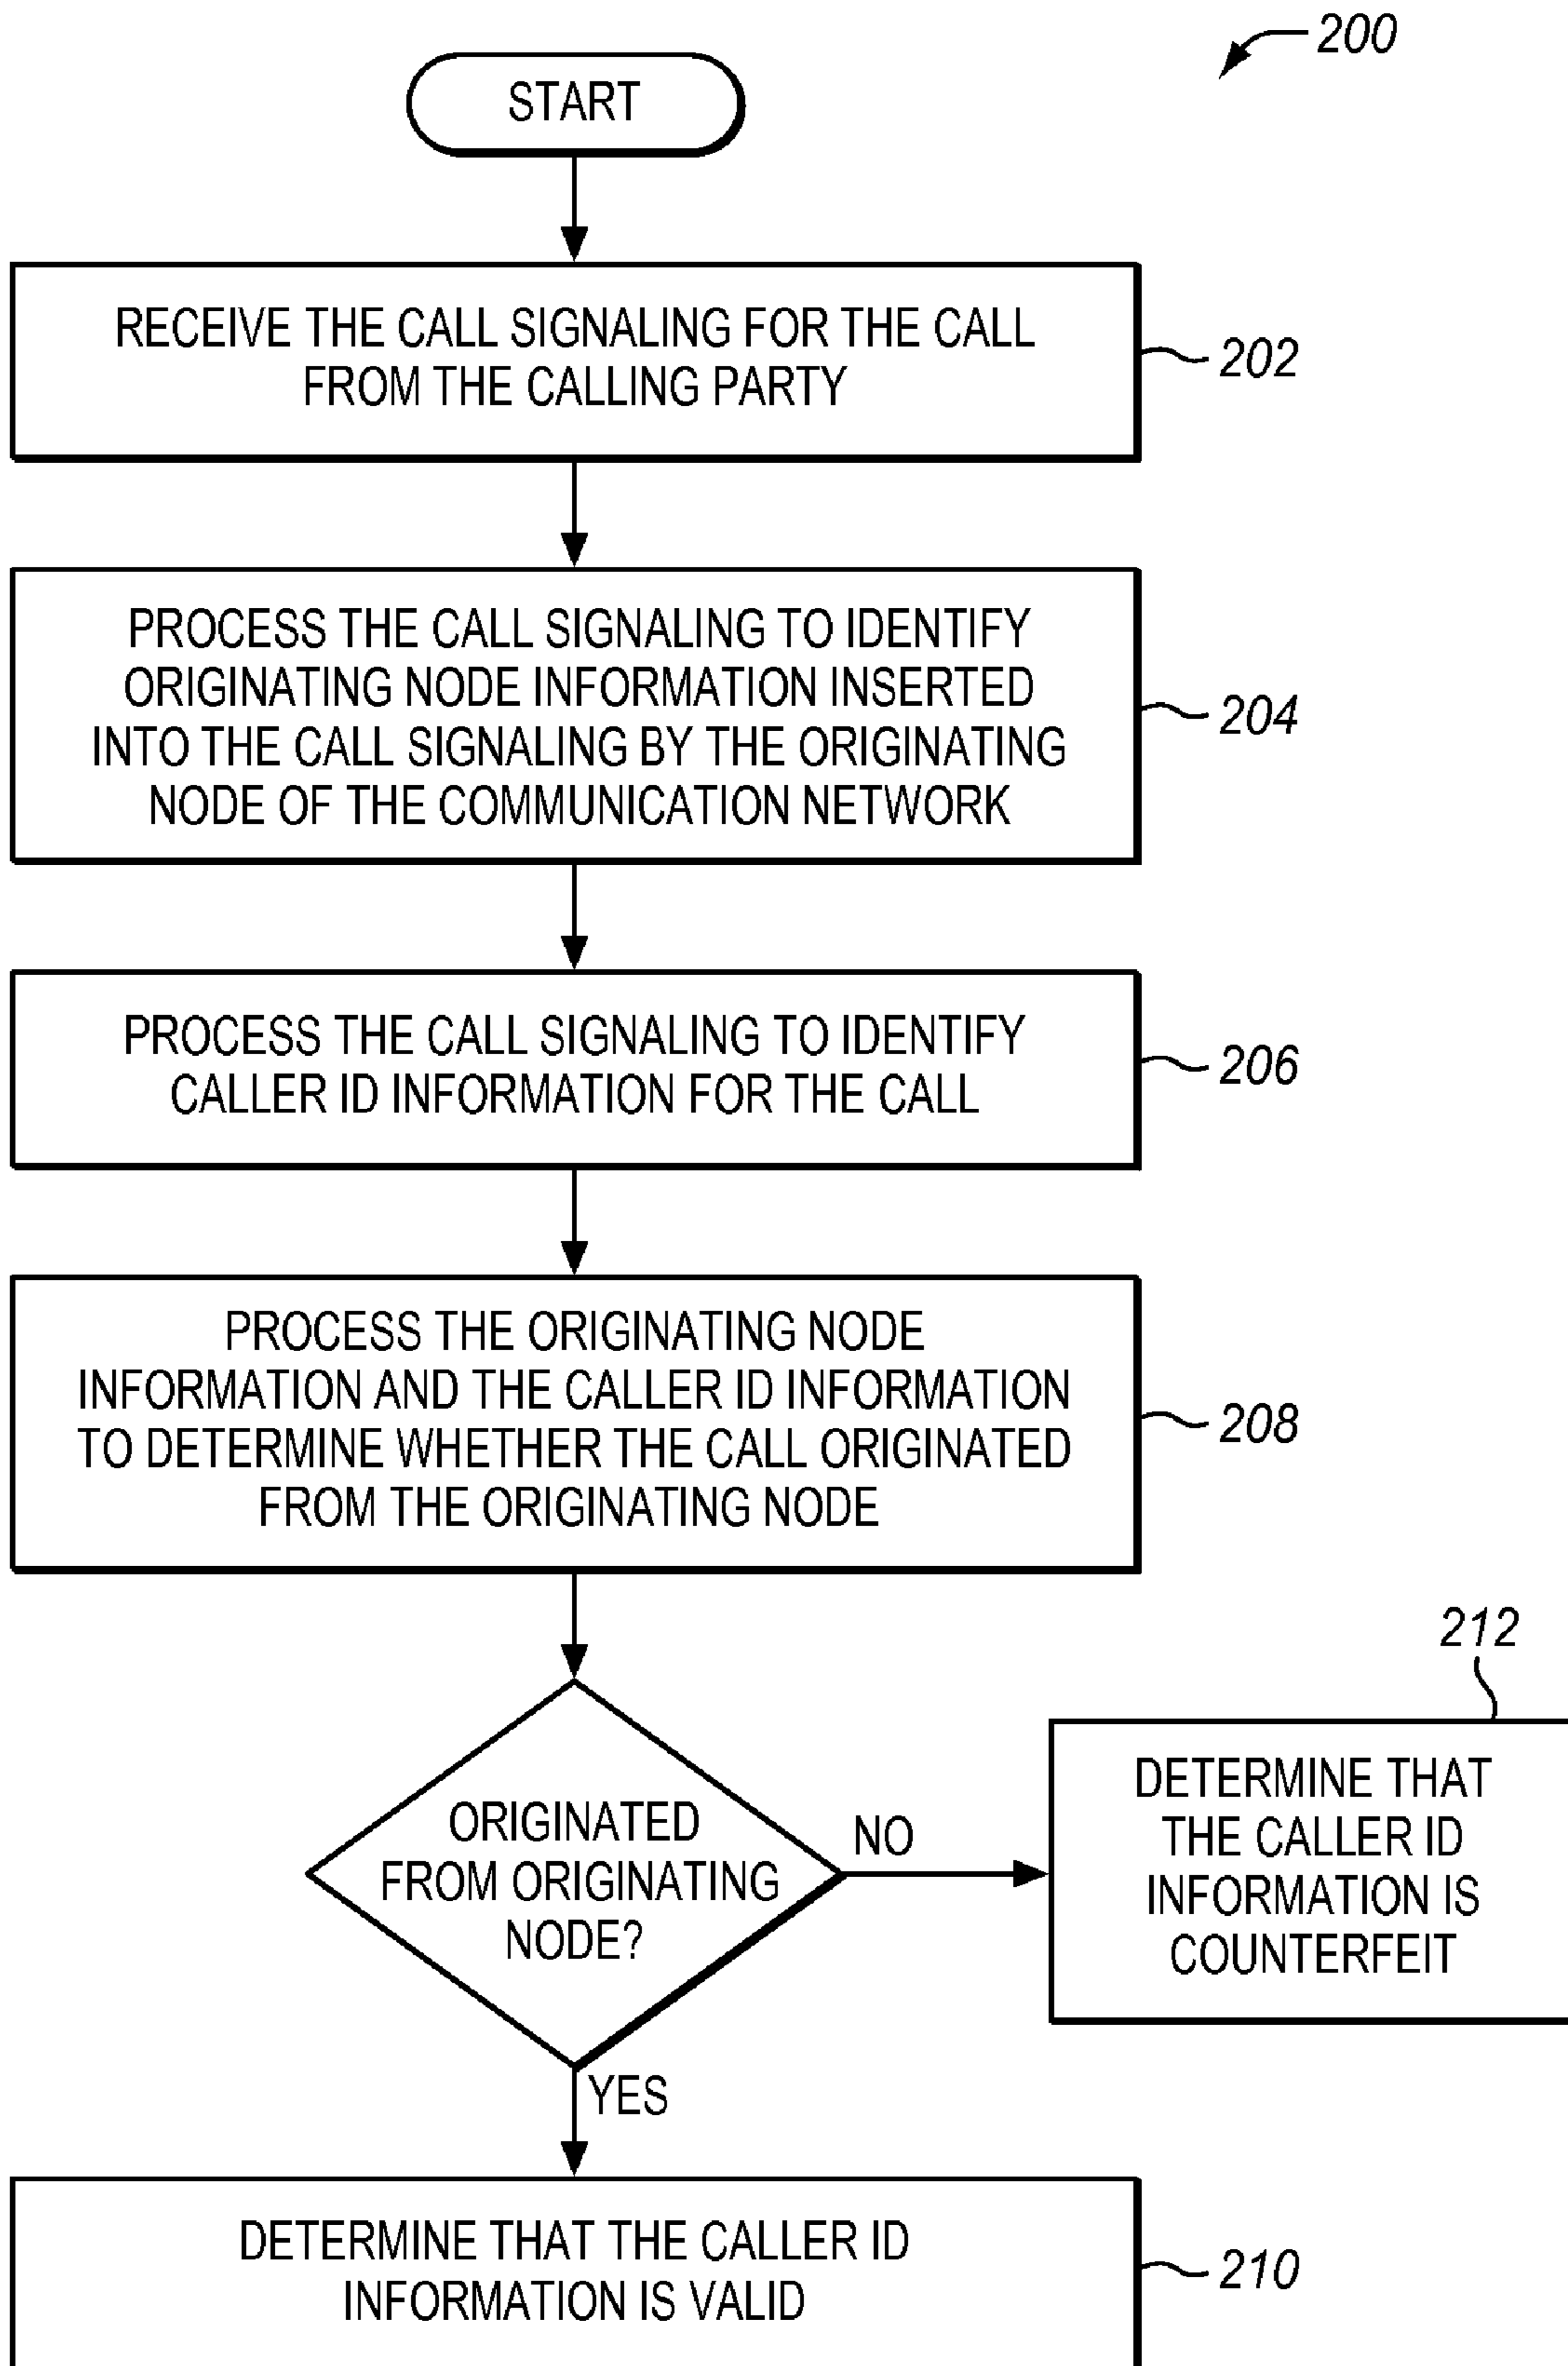 200
START
RECEIVE THE CALL SIGNALING FOR THE CALL
FROM THE CALLING PARTY
202
PROCESS THE CALL SIGNALING TO IDENTIFY
ORIGINATING NODE INFORMATION INSERTED
INTO THE CALL SIGNALING BY THE ORIGINATING
NODE OF THE COMMUNICATION NETWORK
204
PROCESS THE CALL SIGNALING TO IDENTIFY
CALLER ID INFORMATION FOR THE CALL
206
PROCESS THE ORIGINATING NODE
INFORMATION AND THE CALLER ID INFORMATION
TO DETERMINE WHETHER THE CALL ORIGINATED
FROM THE ORIGINATING NODE
208
ORIGINATED
FROM ORIGINATING
NODE?
NO
212
DETERMINE THAT
THE CALLER ID
INFORMATION IS
COUNTERFEIT
YES
DETERMINE THAT THE CALLER ID
INFORMATION IS VALID
210